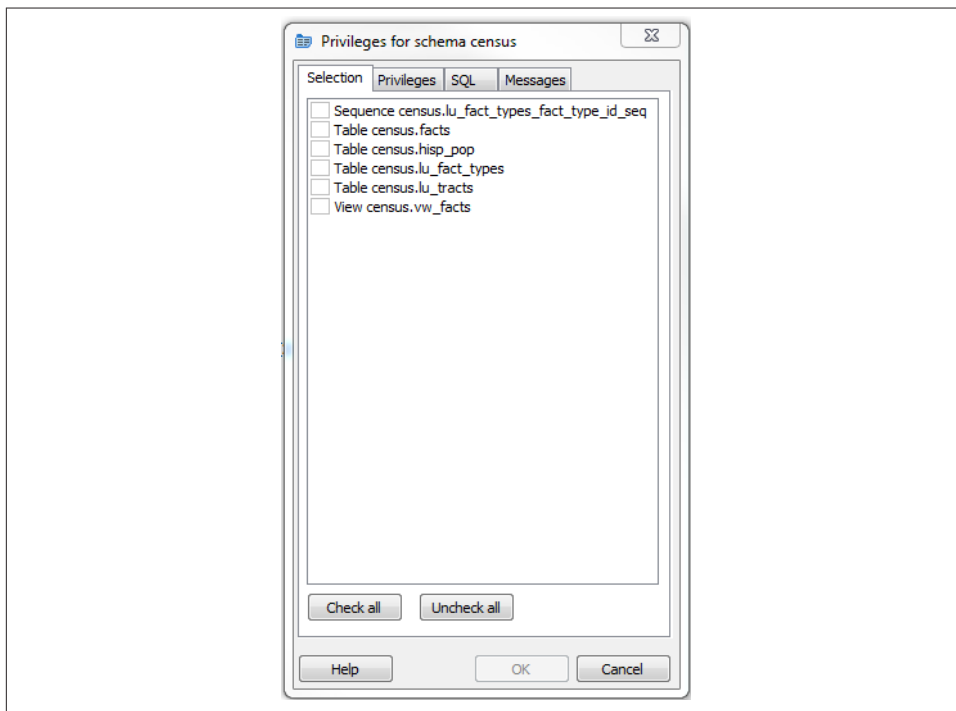 Privileges for schema census
Selection Privileges SQL Messages
Sequence census.lu_fact_types_fact_type_id_seq
Table census.facts
Table census.hisp_pop
Table census.lu_fact_types
Table census.lu_tracts
View census.vw_facts
Check all Uncheck all
Help OK Cancel